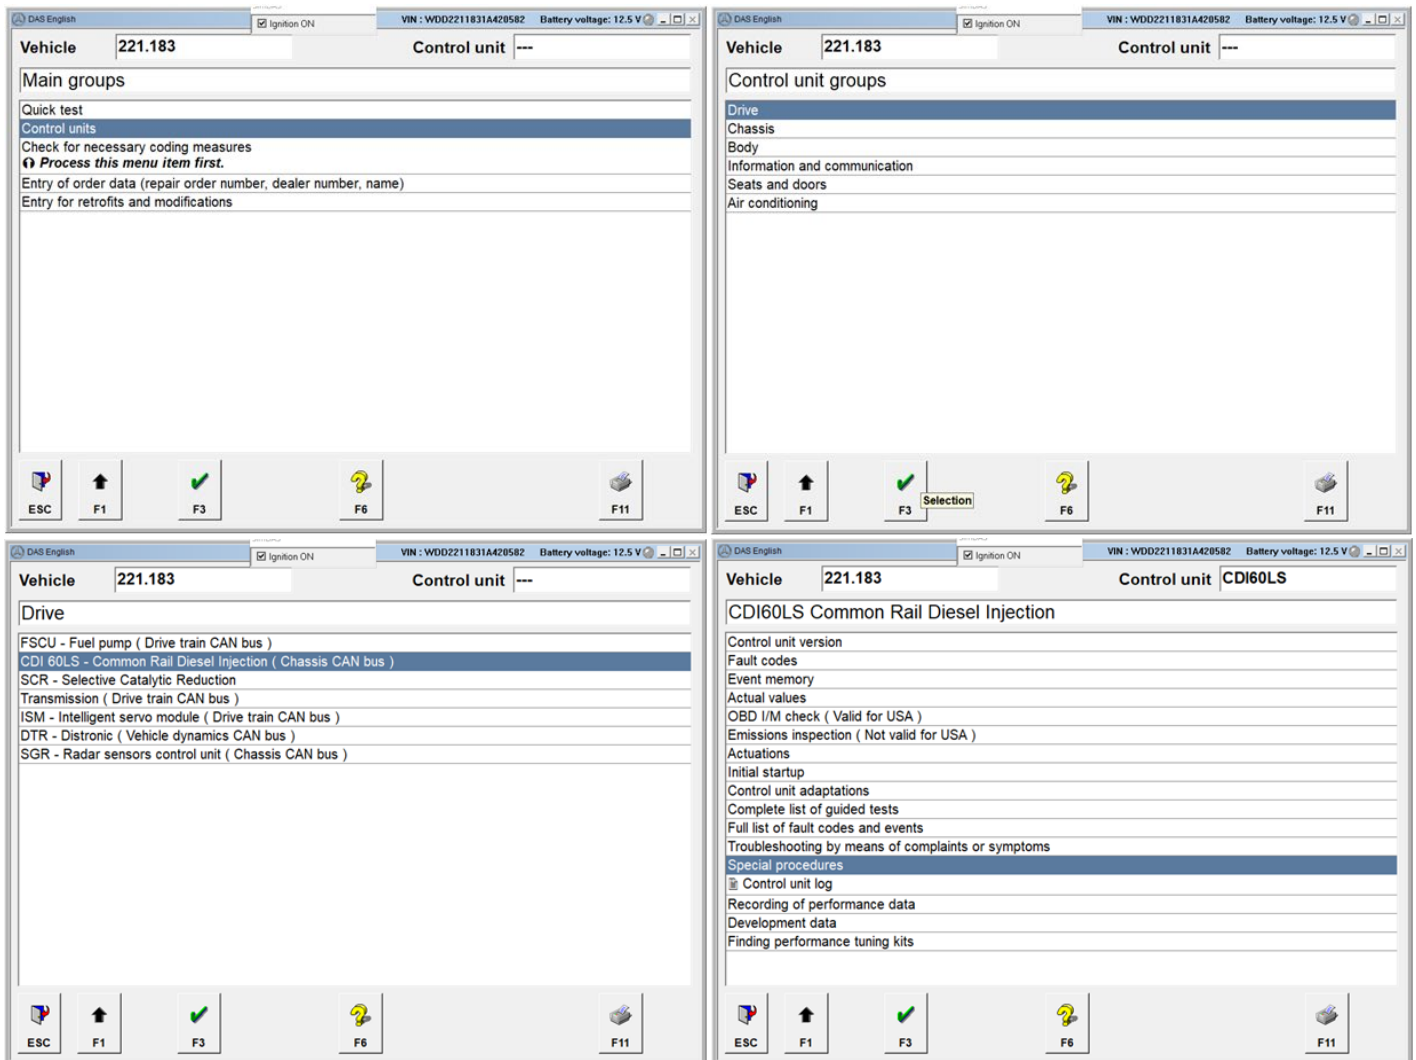 DAS English
Ignition ON
VIN : WDD2211831A420582 Battery voltage: 12.5 V
Vehicle 221.183 Control unit ---
Main groups
Quick test
Control units
Check for necessary coding measures
Process this menu item first.
Entry of order data (repair order number, dealer number, name)
Entry for retrofits and modifications
ESC F1 F3 F6 F11
DAS English
Ignition ON
VIN : WDD2211831A420582 Battery voltage: 12.5 V
Vehicle 221.183 Control unit ---
Control unit groups
Drive
Chassis
Body
Information and communication
Seats and doors
Air conditioning
Selection
ESC F1 F3 F6 F11
DAS English
Ignition ON
VIN : WDD2211831A420582 Battery voltage: 12.5 V
Vehicle 221.183 Control unit ---
Drive
FSCU - Fuel pump ( Drive train CAN bus )
CDI 60LS - Common Rail Diesel Injection ( Chassis CAN bus )
SCR - Selective Catalytic Reduction
Transmission ( Drive train CAN bus )
ISM - Intelligent servo module ( Drive train CAN bus )
DTR - Distronic ( Vehicle dynamics CAN bus )
SGR - Radar sensors control unit ( Chassis CAN bus )
ESC F1 F3 F6 F11
DAS English
Ignition ON
VIN : WDD2211831A420582 Battery voltage: 12.5 V
Vehicle 221.183 Control unit CDI60LS
CDI60LS Common Rail Diesel Injection
Control unit version
Fault codes
Event memory
Actual values
OBD I/M check ( Valid for USA )
Emissions inspection ( Not valid for USA )
Actuations
Initial startup
Control unit adaptations
Complete list of guided tests
Full list of fault codes and events
Troubleshooting by means of complaints or symptoms
Special procedures
Control unit log
Recording of performance data
Development data
Finding performance tuning kits
ESC F1 F3 F6 F11